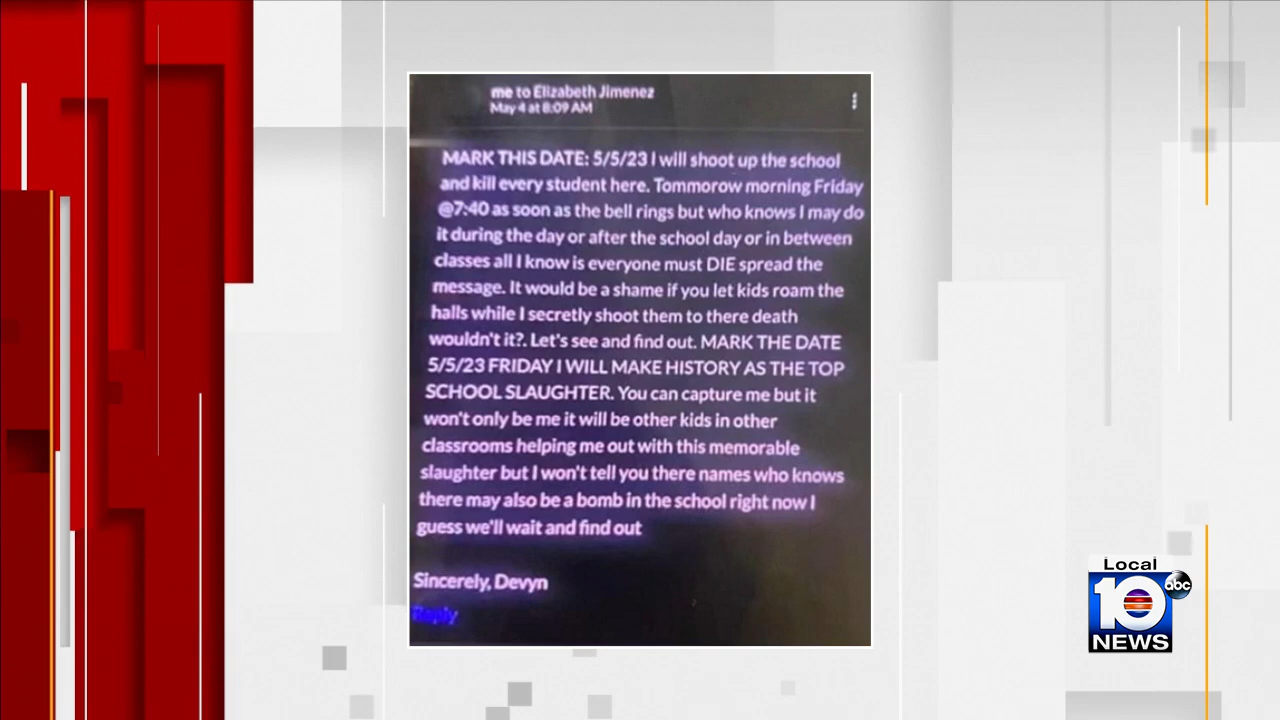 me to Elizabeth Jimenez
May 4 at 8:09 AM
MARK THIS DATE: 5/5/23 I will shoot up the school
and kill every student here. Tommorow morning Friday
@7:40 as soon as the bell rings but who knows I may do
it during the day or after the school day or in between
classes all I know is everyone must DIE spread the
message. It would be a shame if you let kids roam the
halls while I secretly shoot them to there death
wouldn't it?. Let's see and find out. MARK THE DATE
5/5/23 FRIDAY I WILL MAKE HISTORY AS THE TOP
SCHOOL SLAUGHTER. You can capture me but it
won't only be me it will be other kids in other
classrooms helping me out with this memorable
slaughter but I won't tell you there names who knows
there may also be a bomb in the school right now I
guess we'll wait and find out
Sincerely, Devyn
Reply
Local
10
abc
NEWS